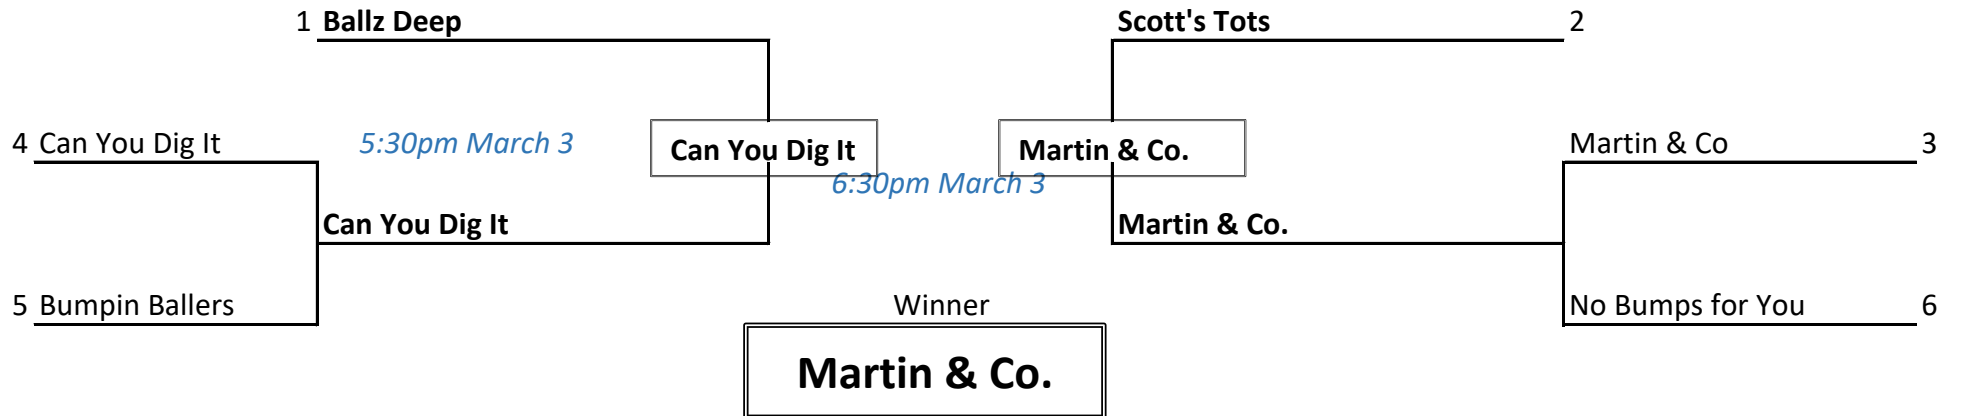 1 Ballz Deep
Scott's Tots 2
4 Can You Dig It
5:30pm March 3
Can You Dig It
Martin & Co.
Martin & Co 3
6:30pm March 3
Can You Dig It
Martin & Co.
5 Bumpin Ballers
Winner
No Bumps for You 6
Martin & Co.